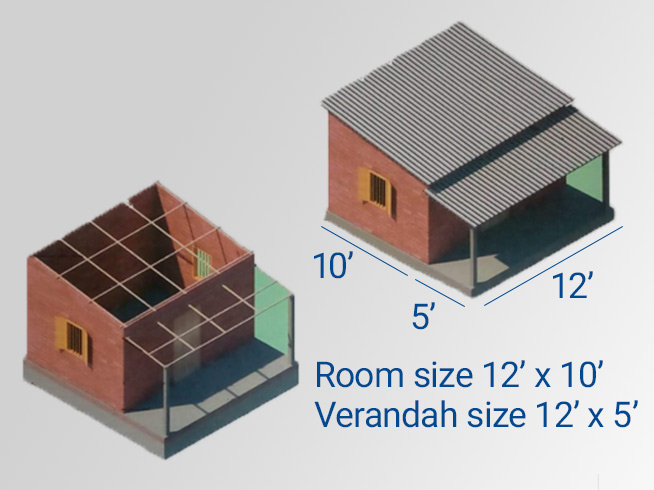 10’
5’
12’
Room size 12’ x 10’
Verandah size 12’ x 5’